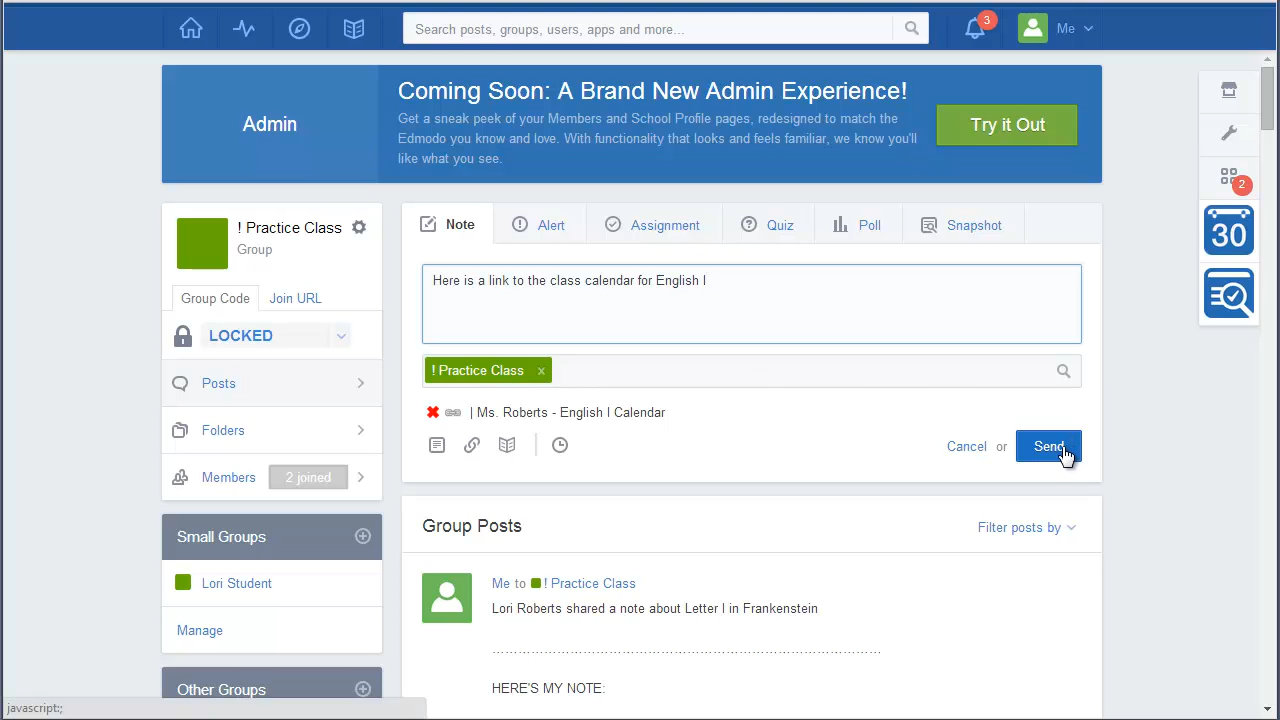 Search posts, groups, users, apps and more...
3
Me
Admin
Coming Soon: A Brand New Admin Experience!
Get a sneak peek of your Members and School Profile pages, redesigned to match the
Edmodo you know and love. With functionality that looks and feels familiar, we know you'll
like what you see.
Try it Out
2
30
! Practice Class
Group
Group Code
Join URL
LOCKED
Posts
Folders
Members
2 joined
Small Groups
Lori Student
Manage
Other Groups
Note
Alert
Assignment
Quiz
Poll
Snapshot
Here is a link to the class calendar for English I
! Practice Class x
| Ms. Roberts - English I Calendar
Cancel or
Send
Group Posts
Filter posts by
Me to ! Practice Class
Lori Roberts shared a note about Letter I in Frankenstein
………………………………………………………………………………
HERE'S MY NOTE:
javascript:;